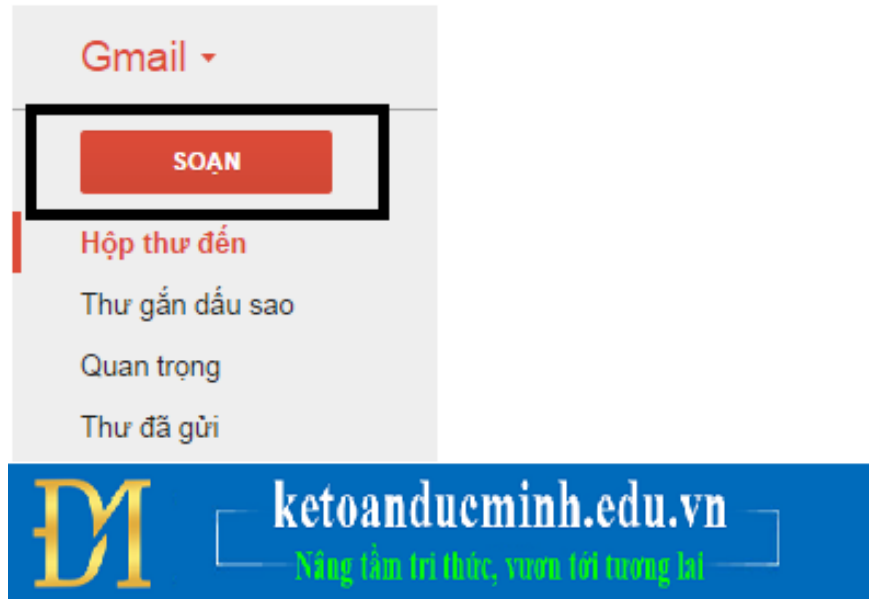 Gmail
SOẠN
Hộp thư đến
Thư gắn dấu sao
Quan trọng
Thư đã gửi
ĐM
ketoanducminh.edu.vn
Nâng tầm tri thức, vươn tới tương lai